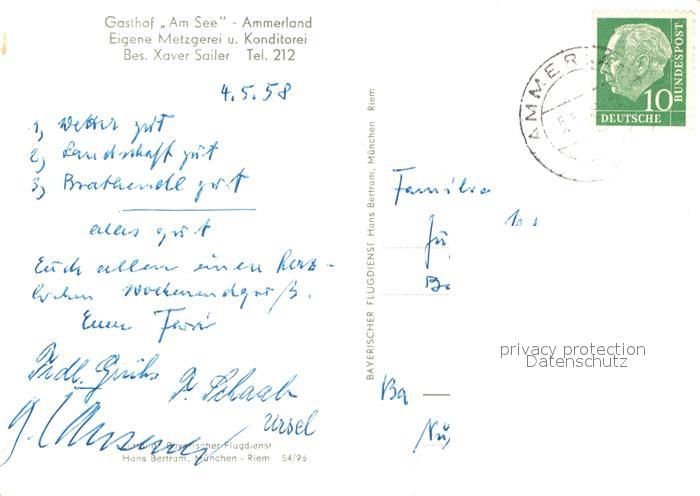 Gasthof „Am See" - Ammerland
Eigene Metzgerei u. Konditorei
Bes. Xaver Sailer Tel. 212
4.5.58
1) Wetter gut
2) Landschaft gut
3) Brathendl gut
alles gut
Euch allen einen herz-
lichen Wochenendgruß.
Euer
Frdl. Grüße
F. Schaab
Ursel
Bayerischer Flugdienst
Hans Bertram, München - Riem 54/96
BAYERISCHER FLUGDIENST Hans Bertram, München Riem
AMMER
10
DEUTSCHE
BUNDESPOST
Familie
privacy protection
Datenschutz